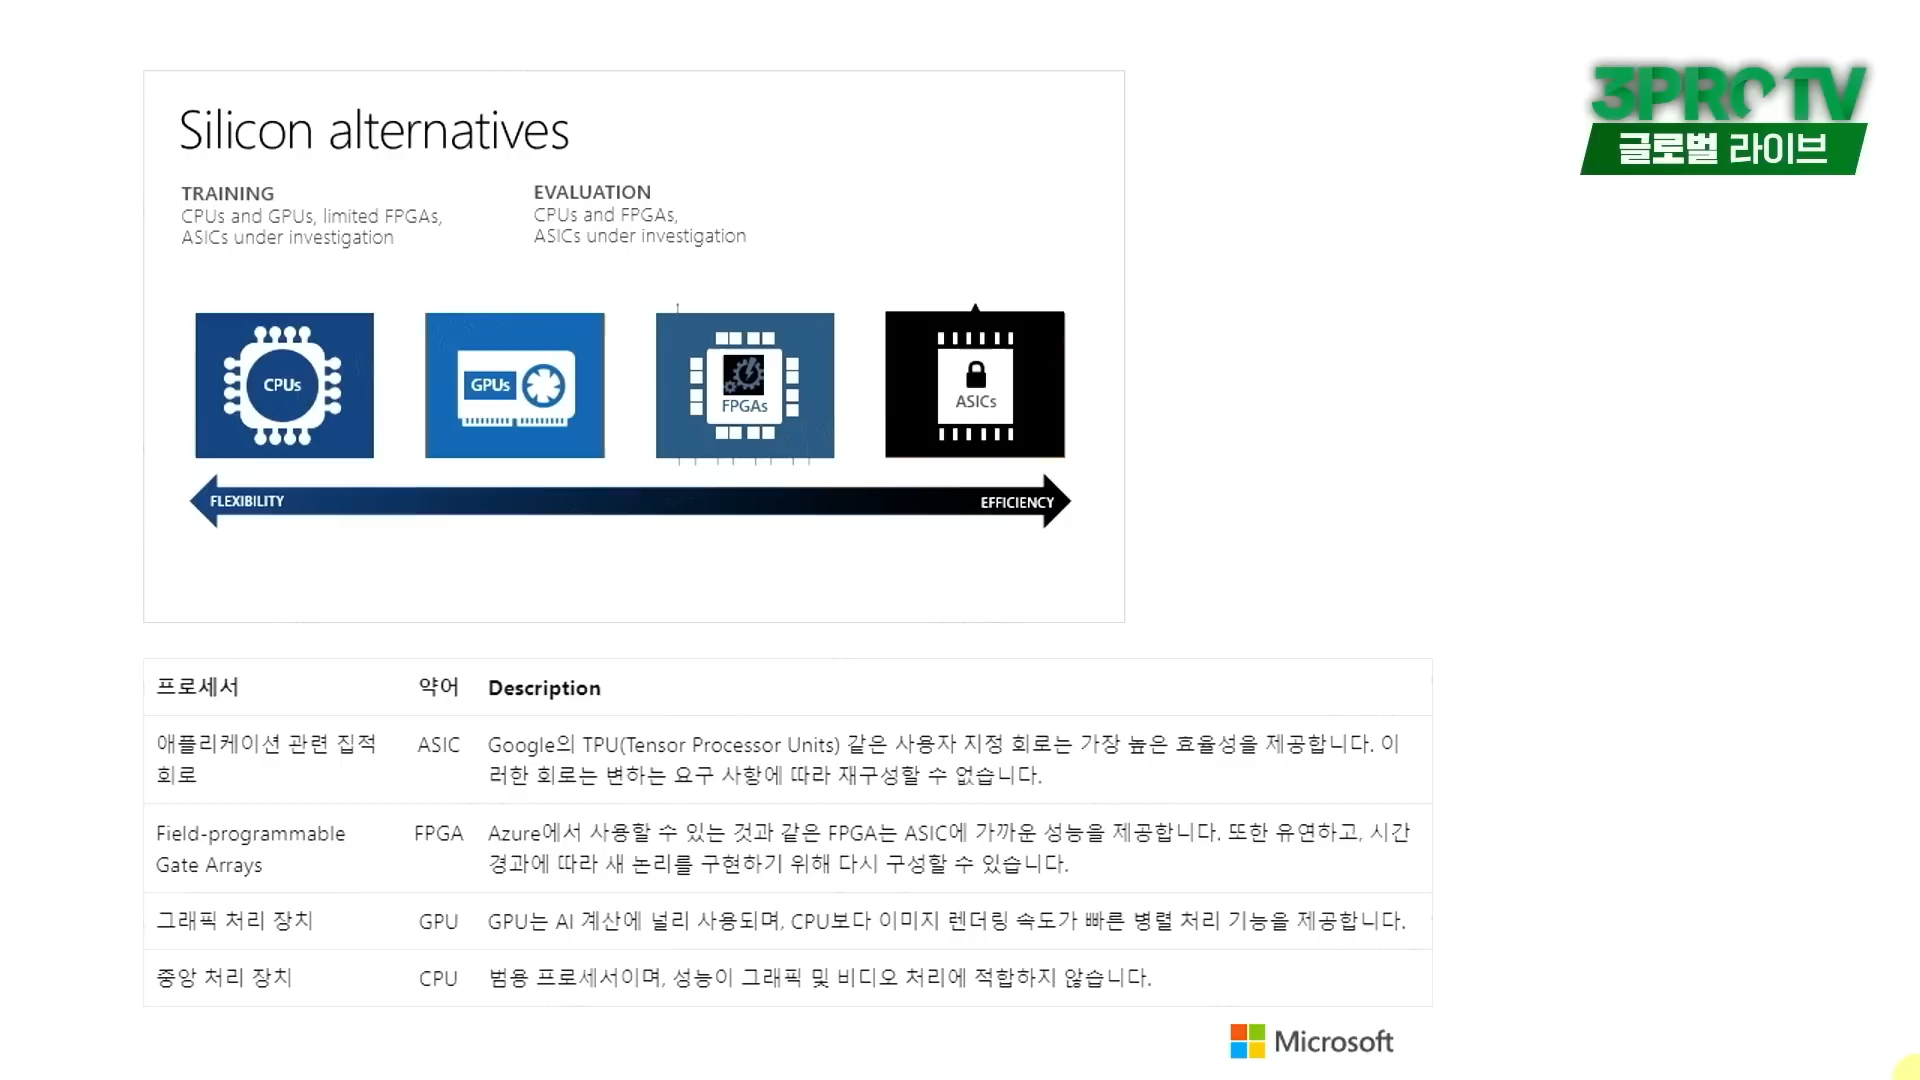 3PRO TV
글로벌 라이브
Silicon alternatives
TRAINING
CPUs and GPUs, limited FPGAs,
ASICs under investigation
EVALUATION
CPUs and FPGAs,
ASICs under investigation
CPUs
GPUs
FPGAs
ASICs
FLEXIBILITY
EFFICIENCY
프로세서 약어 Description
애플리케이션 관련 집적
회로
ASIC
Google의 TPU(Tensor Processor Units) 같은 사용자 지정 회로는 가장 높은 효율성을 제공합니다. 이
러한 회로는 변하는 요구 사항에 따라 재구성할 수 없습니다.
Field-programmable
Gate Arrays
FPGA
Azure에서 사용할 수 있는 것과 같은 FPGA는 ASIC에 가까운 성능을 제공합니다. 또한 유연하고, 시간
경과에 따라 새 논리를 구현하기 위해 다시 구성할 수 있습니다.
그래픽 처리 장치 GPU GPU는 AI 계산에 널리 사용되며, CPU보다 이미지 렌더링 속도가 빠른 병렬 처리 기능을 제공합니다.
중앙 처리 장치 CPU 범용 프로세서이며, 성능이 그래픽 및 비디오 처리에 적합하지 않습니다.
Microsoft